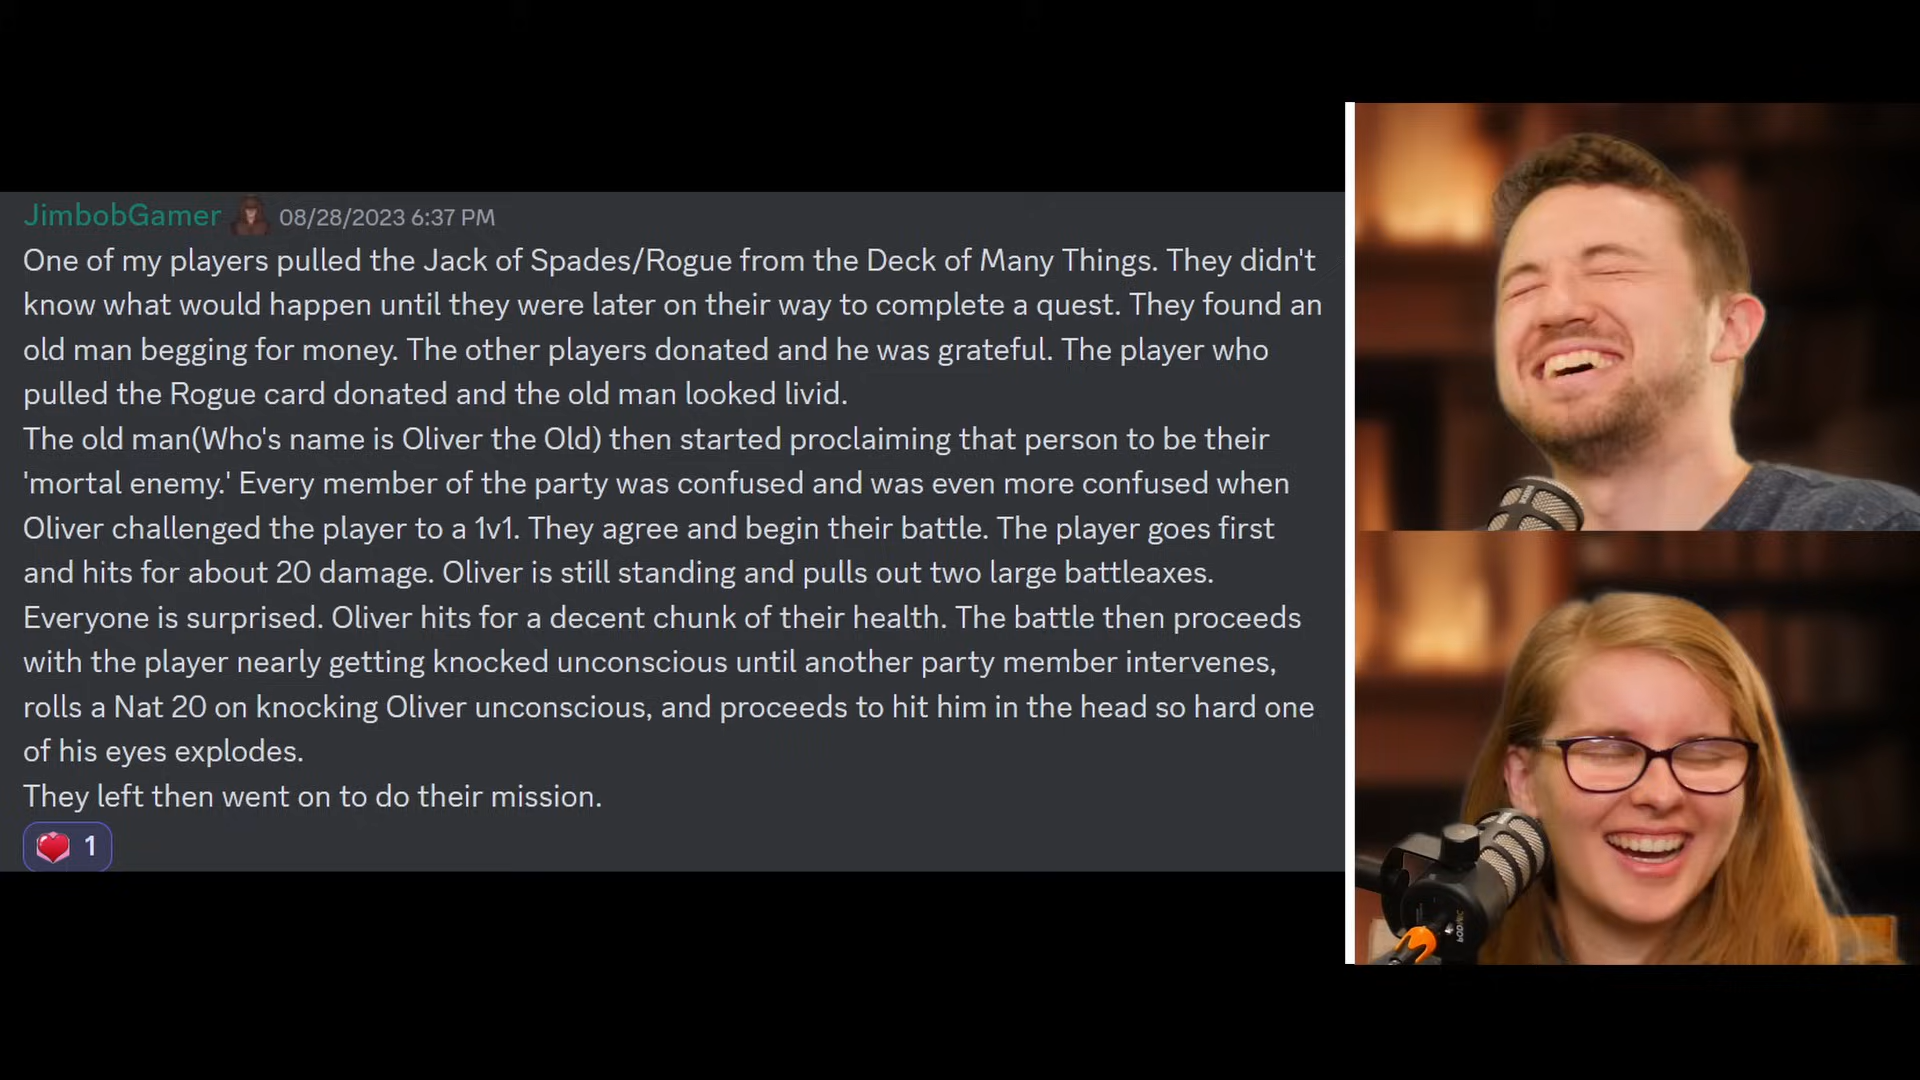 JimbobGamer 08/28/2023 6:37 PM
One of my players pulled the Jack of Spades/Rogue from the Deck of Many Things. They didn't
know what would happen until they were later on their way to complete a quest. They found an
old man begging for money. The other players donated and he was grateful. The player who
pulled the Rogue card donated and the old man looked livid.
The old man(Who's name is Oliver the Old) then started proclaiming that person to be their
'mortal enemy.' Every member of the party was confused and was even more confused when
Oliver challenged the player to a 1v1. They agree and begin their battle. The player goes first
and hits for about 20 damage. Oliver is still standing and pulls out two large battleaxes.
Everyone is surprised. Oliver hits for a decent chunk of their health. The battle then proceeds
with the player nearly getting knocked unconscious until another party member intervenes,
rolls a Nat 20 on knocking Oliver unconscious, and proceeds to hit him in the head so hard one
of his eyes explodes.
They left then went on to do their mission.
1